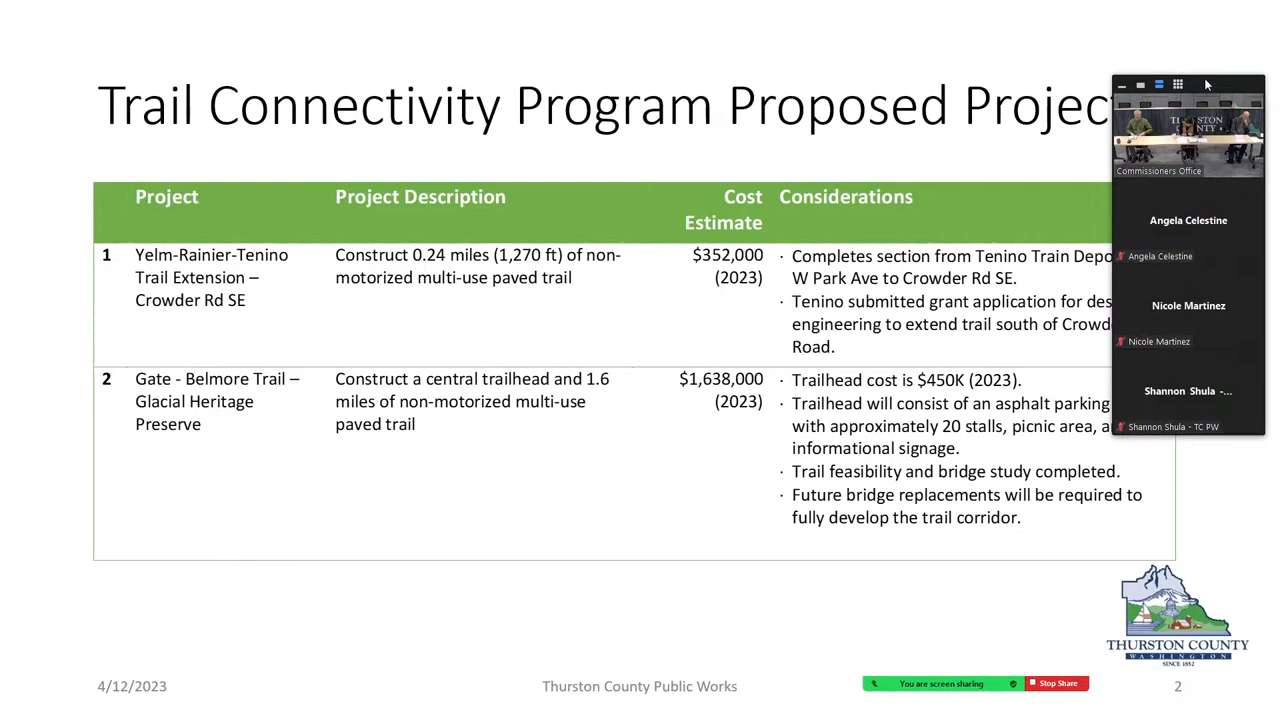 Trail Connectivity Program Proposed Project
Project Project Description Cost Estimate Considerations
1 Yelm-Rainier-Tenino Trail Extension – Crowder Rd SE
Construct 0.24 miles (1,270 ft) of non-
motorized multi-use paved trail
$352,000
(2023)
· Completes section from Tenino Train Depo
W Park Ave to Crowder Rd SE.
· Tenino submitted grant application for des
engineering to extend trail south of Crowd
Road.
2 Gate - Belmore Trail –
Glacial Heritage
Preserve
Construct a central trailhead and 1.6
miles of non-motorized multi-use
paved trail
$1,638,000
(2023)
· Trailhead cost is $450K (2023).
· Trailhead will consist of an asphalt parking
with approximately 20 stalls, picnic area, a
informational signage.
· Trail feasibility and bridge study completed.
· Future bridge replacements will be required to
fully develop the trail corridor.
COUNTY
Commissioners Office
Angela Celestine
Angela Celestine
Nicole Martinez
Nicole Martinez
Shannon Shula -...
Shannon Shula - TC PW
THURSTON COUNTY
WASHINGTON
SINCE 1852
4/12/2023
Thurston County Public Works
You are screen sharing
Stop Share
2